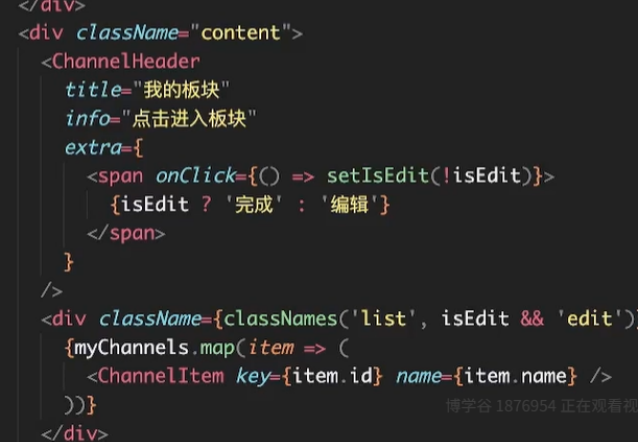 </div>
<div className="content">
<ChannelHeader
title="我的板块"
info="点击进入板块"
extra={
<span onClick={() => setIsEdit(!isEdit)}>
{isEdit ? '完成' : '编辑'}
</span>
}
/>
<div className={classNames('list', isEdit && 'edit')}
{myChannels.map(item => (
<ChannelItem key={item.id} name={item.name} />
))}
博学谷 1876954 正在观看视
</div>